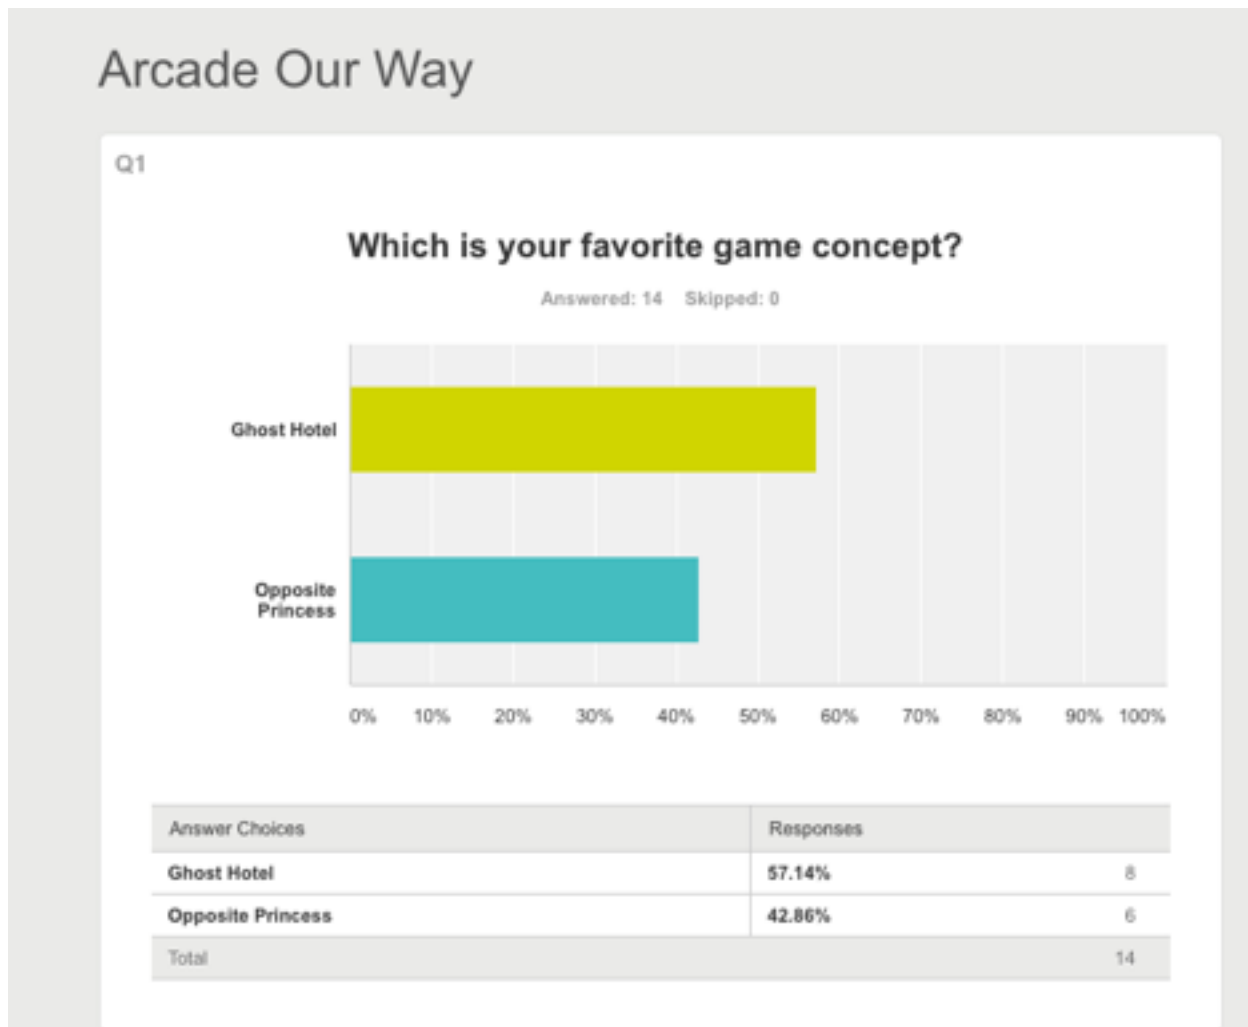 Arcade Our Way
Q1
Which is your favorite game concept?
Answered: 14 Skipped: 0
Ghost Hotel
Opposite
Princess
0% 10% 20% 30% 40% 50% 60% 70% 80% 90% 100%
Answer Choices Responses
Ghost Hotel 57.14% 8
Opposite Princess 42.86% 6
Total 14